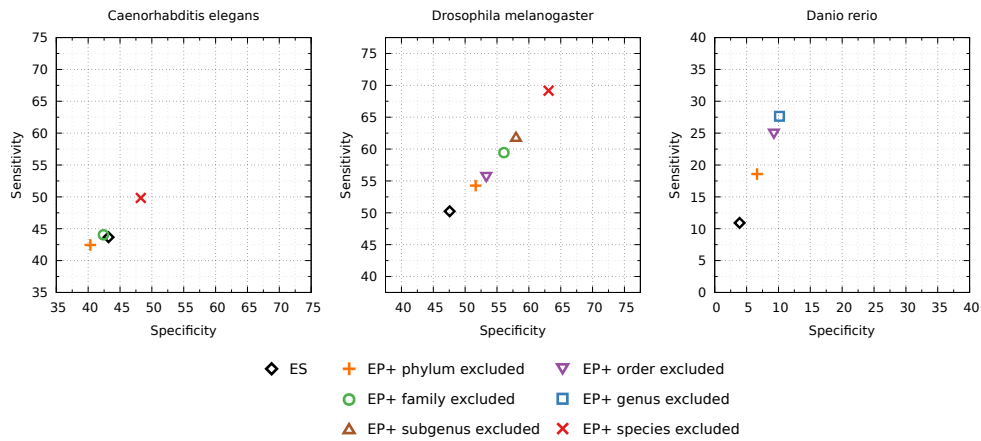 Caenorhabditis elegans
75
70
65
60
55
50
45
40
35
35 40 45 50 55 60 65 70 75
Sensitivity
Specificity
Drosophila melanogaster
75
70
65
60
55
50
45
40
40 45 50 55 60 65 70 75
Sensitivity
Specificity
Danio rerio
40
35
30
25
20
15
10
5
0
0 5 10 15 20 25 30 35 40
Sensitivity
Specificity
ES
EP+ phylum excluded
EP+ order excluded
EP+ family excluded
EP+ genus excluded
EP+ subgenus excluded
EP+ species excluded